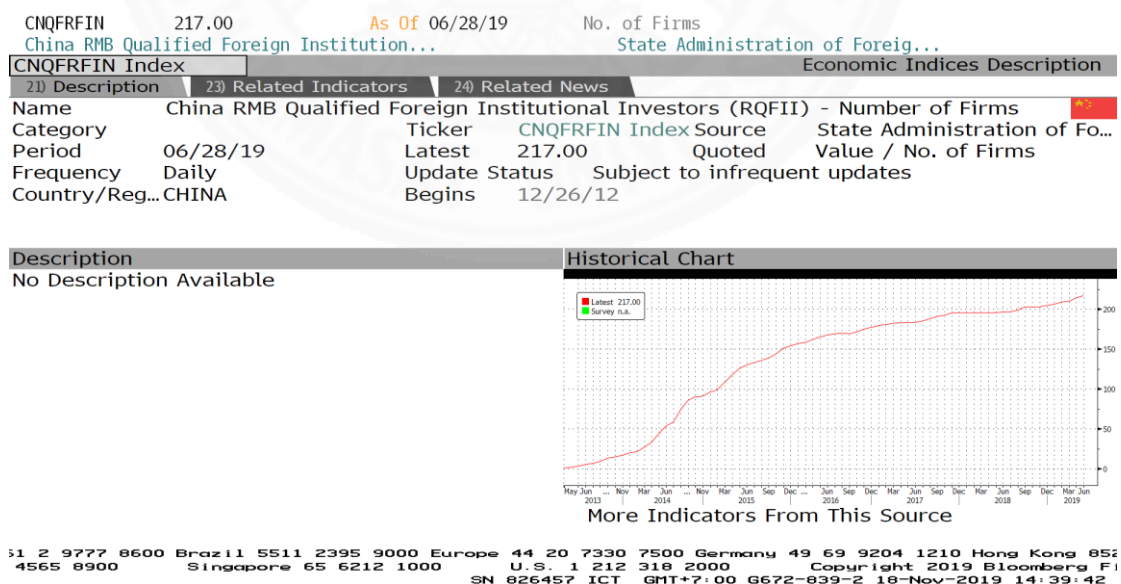 CNQFRFIN 217.00 As Of 06/28/19 No. of Firms
China RMB Qualified Foreign Institution... State Administration of Foreig...
CNQFRFIN Index Economic Indices Description
21) Description 23) Related Indicators 24) Related News
Name China RMB Qualified Foreign Institutional Investors (RQFII) - Number of Firms
Category Ticker CNQFRFIN Index Source State Administration of Fo...
Period 06/28/19 Latest 217.00 Quoted Value / No. of Firms
Frequency Daily Update Status Subject to infrequent updates
Country/Reg... CHINA Begins 12/26/12
Description Historical Chart
No Description Available
Latest 217.00
Survey n.a.
200
150
100
50
0
May Jun ... Nov Mar Jun ... Nov Mar Jun Sep Dec ... Jun Sep Dec Mar Jun Sep Dec Mar Jun Sep Dec Mar Jun
2013 2014 2015 2016 2017 2018 2019
More Indicators From This Source
61 2 9777 8600 Brazil 5511 2395 9000 Europe 44 20 7330 7500 Germany 49 69 9204 1210 Hong Kong 852
4565 8900 Singapore 65 6212 1000 U.S. 1 212 318 2000 Copyright 2019 Bloomberg Fi
SN 826457 ICT GMT+7:00 G672-839-2 18-Nov-2019 14:39:42